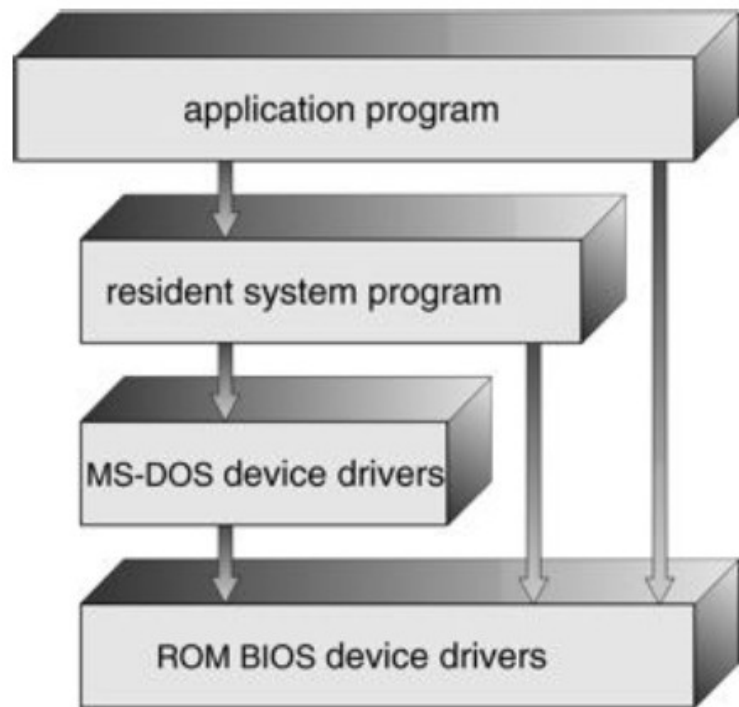 application program
resident system program
MS-DOS device drivers
ROM BIOS device drivers